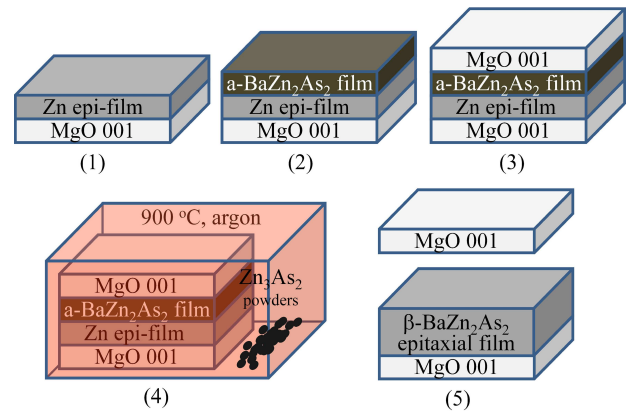 Zn epi-film
MgO 001
(1)
a-BaZn₂As₂ film
Zn epi-film
MgO 001
(2)
MgO 001
a-BaZn₂As₂ film
Zn epi-film
MgO 001
(3)
900 °C, argon
MgO 001
a-BaZn₂As₂ film
Zn epi-film
MgO 001
Zn₃As₂
powders
(4)
MgO 001
β-BaZn₂As₂
epitaxial film
MgO 001
(5)